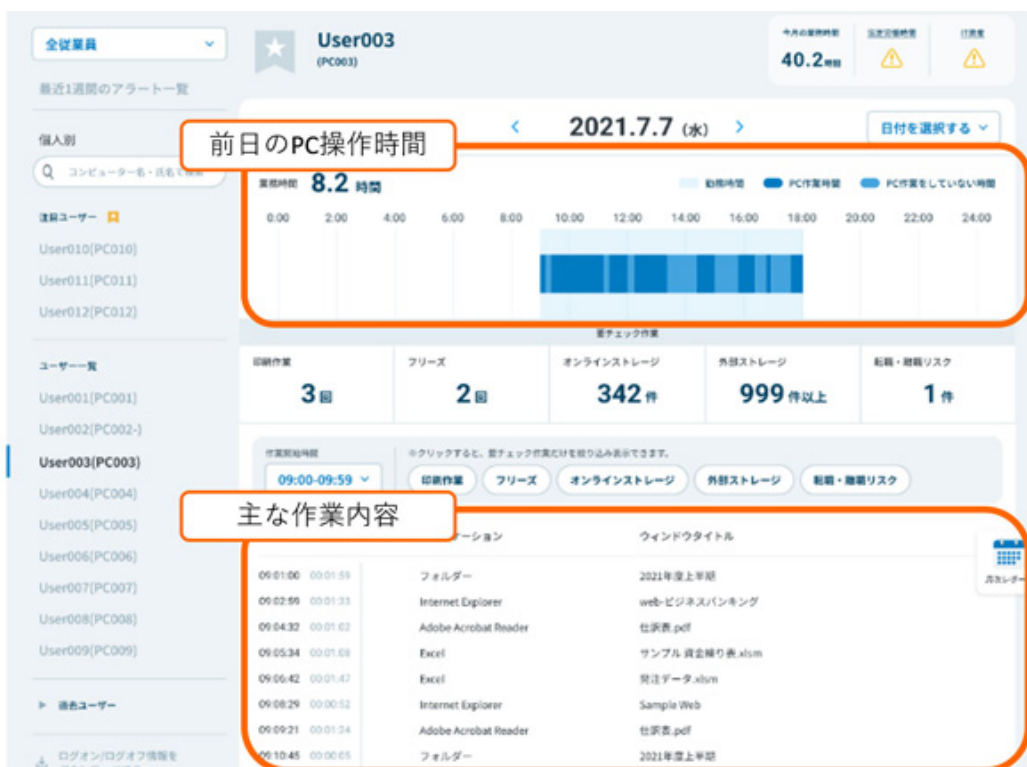 全従業員
最近1週間のアラート一覧
個人別
コンピューター名・氏名で検索
注目ユーザー
User010(PC010)
User011(PC011)
User012(PC012)
ユーザー一覧
User001(PC001)
User002(PC002-)
User003(PC003)
User004(PC004)
User005(PC005)
User006(PC006)
User007(PC007)
User008(PC008)
User009(PC009)
過去ユーザー
ログオン/ログオフ情報を
User003
(PC003)
今月の業務時間
40.2時間
法定労働時間
打刻差
前日のPC操作時間
2021.7.7 (水)
日付を選択する
業務時間 8.2 時間
勤務時間 PC作業時間 PC作業をしていない時間
0:00 2:00 4:00 6:00 8:00 10:00 12:00 14:00 16:00 18:00 20:00 22:00 24:00
要チェック作業
印刷作業 フリーズ オンラインストレージ 外部ストレージ 転職・離職リスク
3回 2回 342件 999件以上 1件
作業開始時間
※クリックすると、要チェック作業だけを絞り込み表示できます。
09:00-09:59 印刷作業 フリーズ オンラインストレージ 外部ストレージ 転職・離職リスク
主な作業内容
ーション ウィンドウタイトル
月次レポー
09:01:00 00:01:59 フォルダー 2021年度上半期
09:02:59 00:01:33 Internet Explorer web-ビジネスバンキング
09:04:32 00:01:02 Adobe Acrobat Reader 仕訳表.pdf
09:05:34 00:01:08 Excel サンプル 資金繰り表.xlsm
09:06:42 00:01:47 Excel 発注データ.xlsm
09:08:29 00:00:52 Internet Explorer Sample Web
09:09:21 00:01:24 Adobe Acrobat Reader 仕訳表.pdf
09:10:45 00:00:05 フォルダー 2021年度上半期